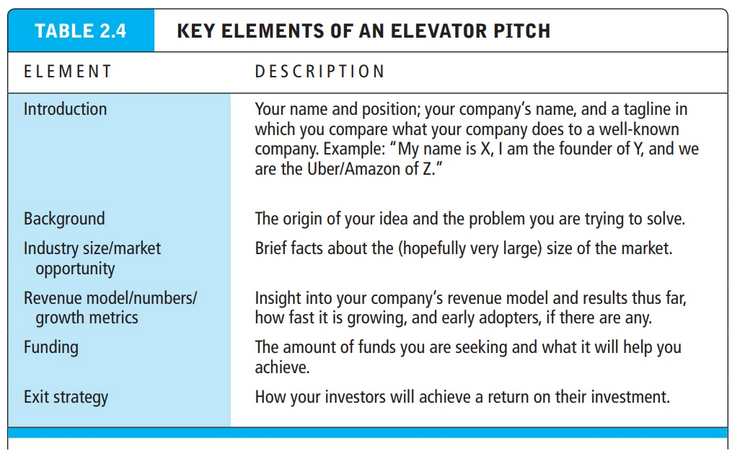 TABLE 2.4 KEY ELEMENTS OF AN ELEVATOR PITCH
ELEMENT DESCRIPTION
Introduction Your name and position; your company’s name, and a tagline in
which you compare what your company does to a well-known
company. Example: “My name is X, I am the founder of Y, and we
are the Uber/Amazon of Z.”
Background The origin of your idea and the problem you are trying to solve.
Industry size/market Brief facts about the (hopefully very large) size of the market.
opportunity
Revenue model/numbers/ Insight into your company’s revenue model and results thus far,
growth metrics how fast it is growing, and early adopters, if there are any.
Funding The amount of funds you are seeking and what it will help you
achieve.
Exit strategy How your investors will achieve a return on their investment.